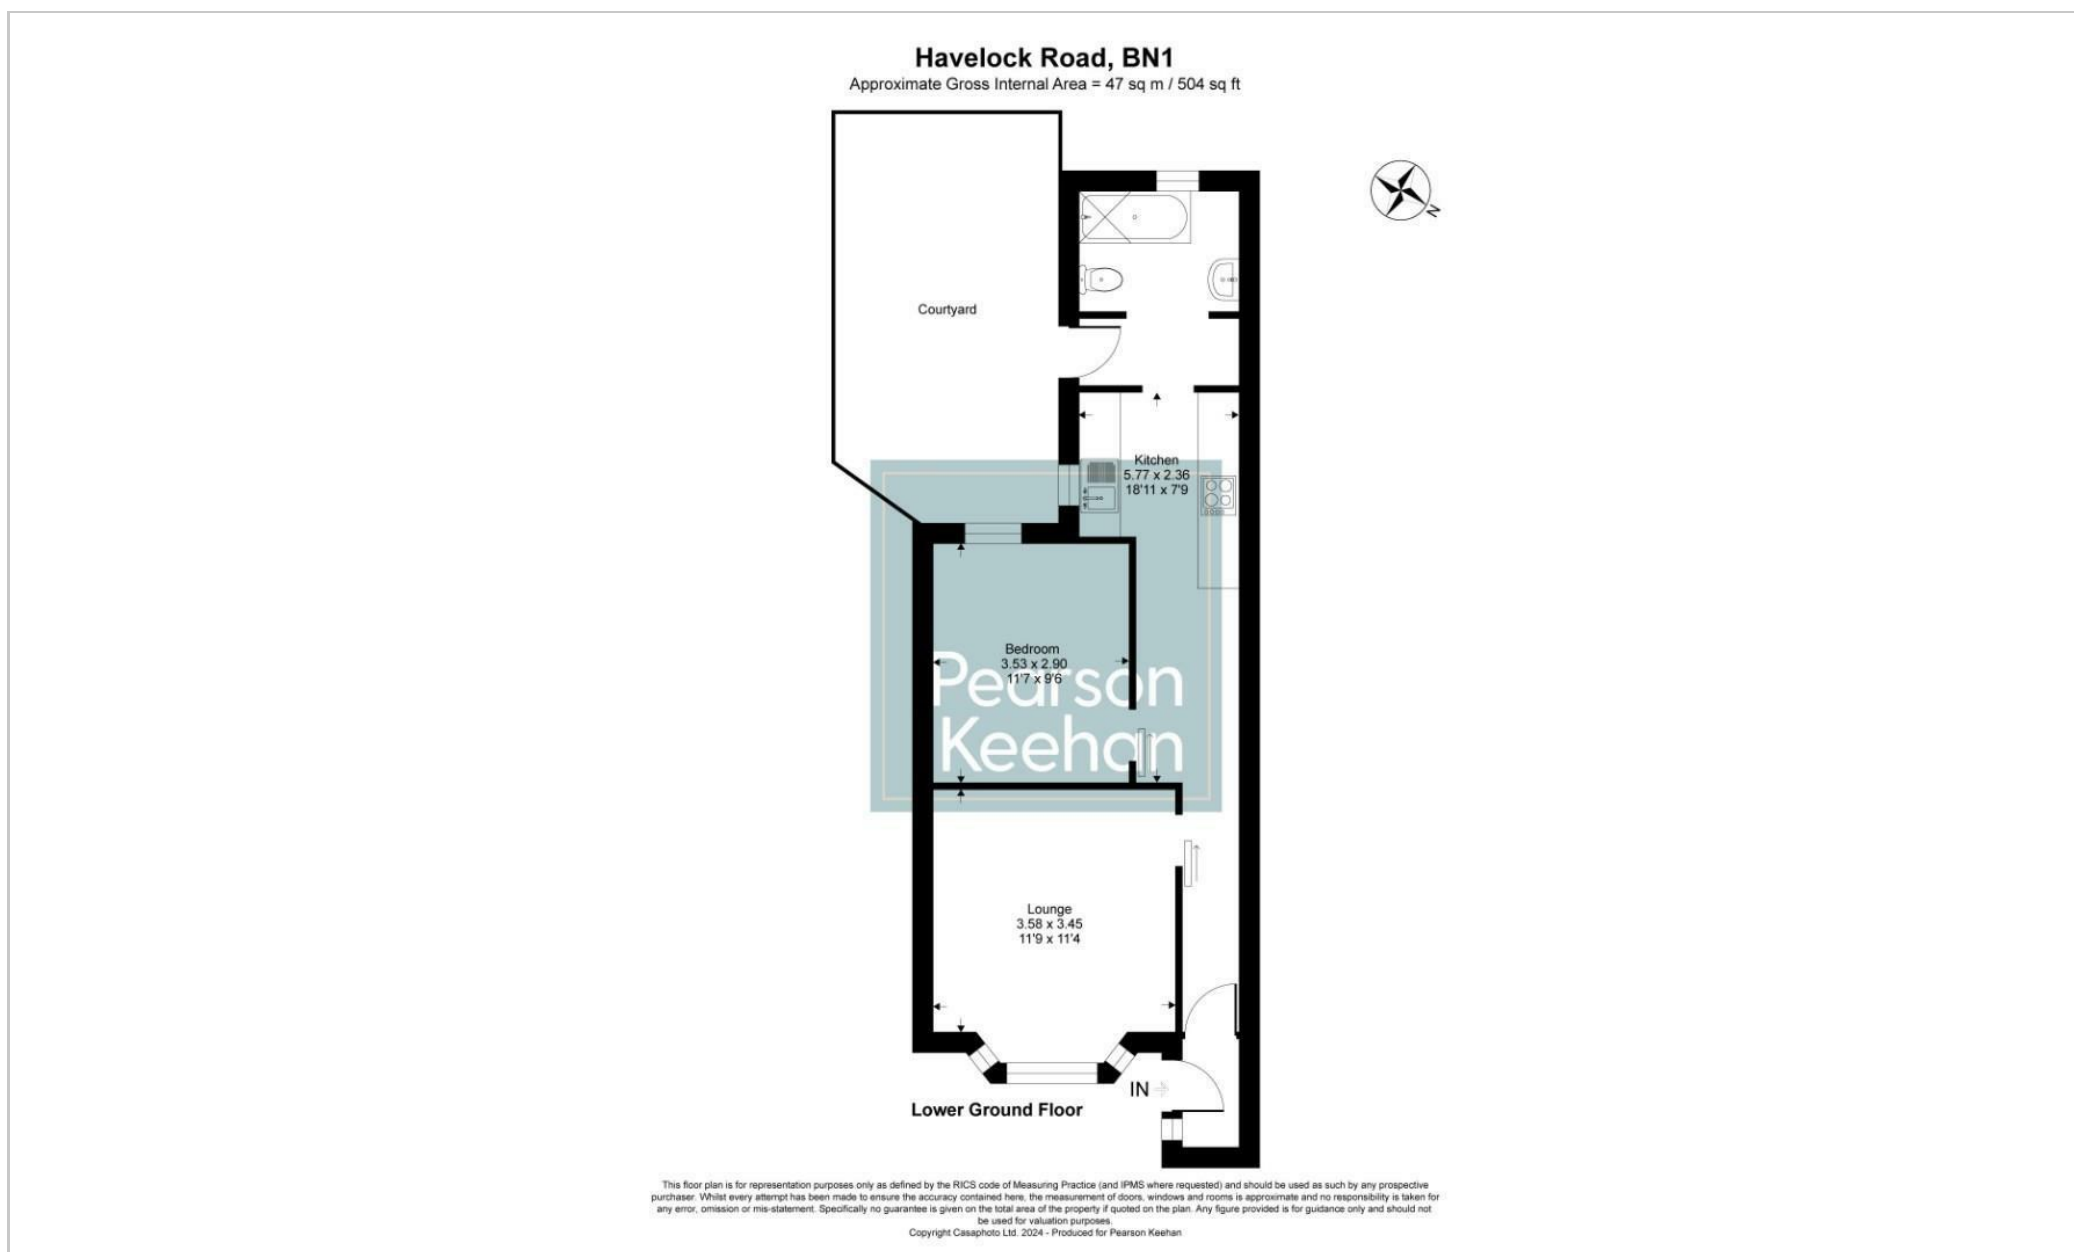 Havelock Road, BN1
Approximate Gross Internal Area = 47 sq m / 504 sq ft
N
Courtyard
Kitchen
5.77 x 2.36
18'11 x 7'9
Bedroom
3.53 x 2.90
11'7 x 9'6
Pearson
Keehan
Lounge
3.58 x 3.45
11'9 x 11'4
IN
Lower Ground Floor
This floor plan is for representation purposes only as defined by the RICS code of Measuring Practice (and IPMS where requested) and should be used as such by any prospective
purchaser. Whilst every attempt has been made to ensure the accuracy contained here, the measurement of doors, windows and rooms is approximate and no responsibility is taken for
any error, omission or mis-statement. Specifically no guarantee is given on the total area of the property if quoted on the plan. Any figure provided is for guidance only and should not
be used for valuation purposes.
Copyright Casaphoto Ltd. 2024 - Produced for Pearson Keehan